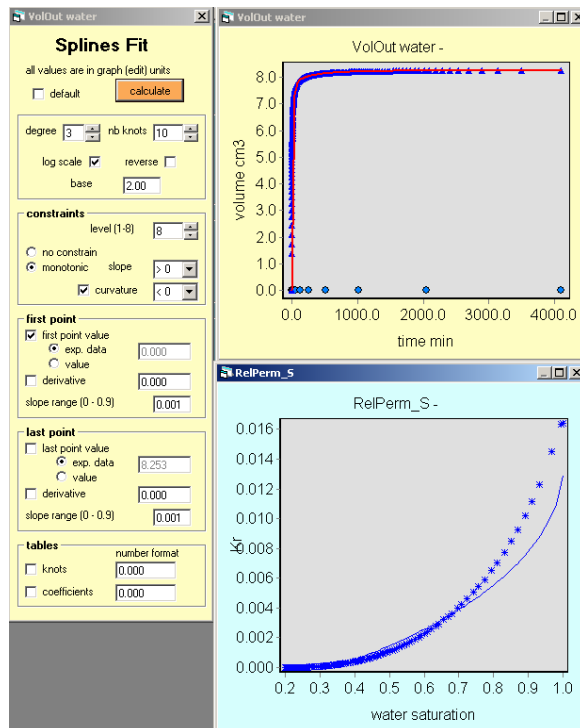 VolOut water
Splines Fit
all values are in graph (edit) units
default
calculate
degree 3 nb knots 10
log scale reverse
base 2.00
constraints
level (1-8) 8
no constrain
monotonic slope > 0
curvature < 0
first point
first point value
exp. data 0.000
value
derivative 0.000
slope range (0 - 0.9) 0.001
last point
last point value
exp. data 8.253
value
derivative 0.000
slope range (0 - 0.9) 0.001
tables
number format
knots 0.000
coefficients 0.000
VolOut water
VolOut water -
volume cm3
8.0
7.0
6.0
5.0
4.0
3.0
2.0
1.0
0.0
0.0 1000.0 2000.0 3000.0 4000.0
time min
RelPerm_S
RelPerm_S -
Kr
0.016
0.014
0.012
0.010
0.008
0.006
0.004
0.002
0.000
0.2 0.3 0.4 0.5 0.6 0.7 0.8 0.9 1.0
water saturation